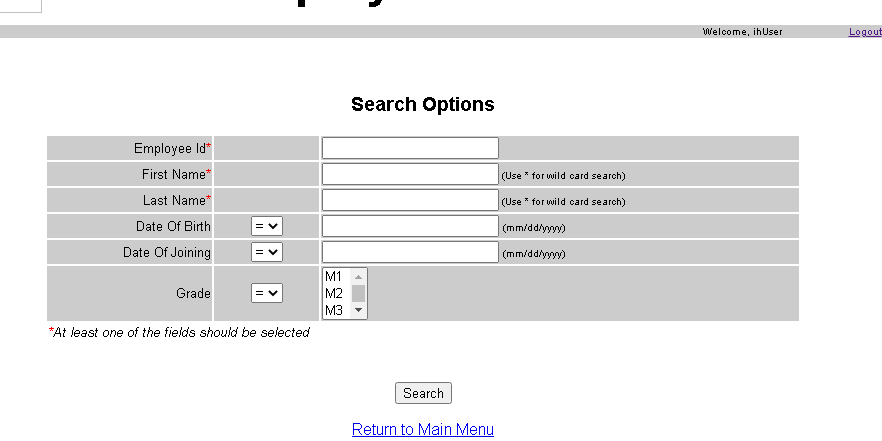 Welcome, ihUser Logout
Search Options
Employee Id*
First Name* (Use * for wild card search)
Last Name* (Use * for wild card search)
Date Of Birth = (mm/dd/yyyy)
Date Of Joining = (mm/dd/yyyy)
Grade = M1
M2
M3
*At least one of the fields should be selected
Search
Return to Main Menu